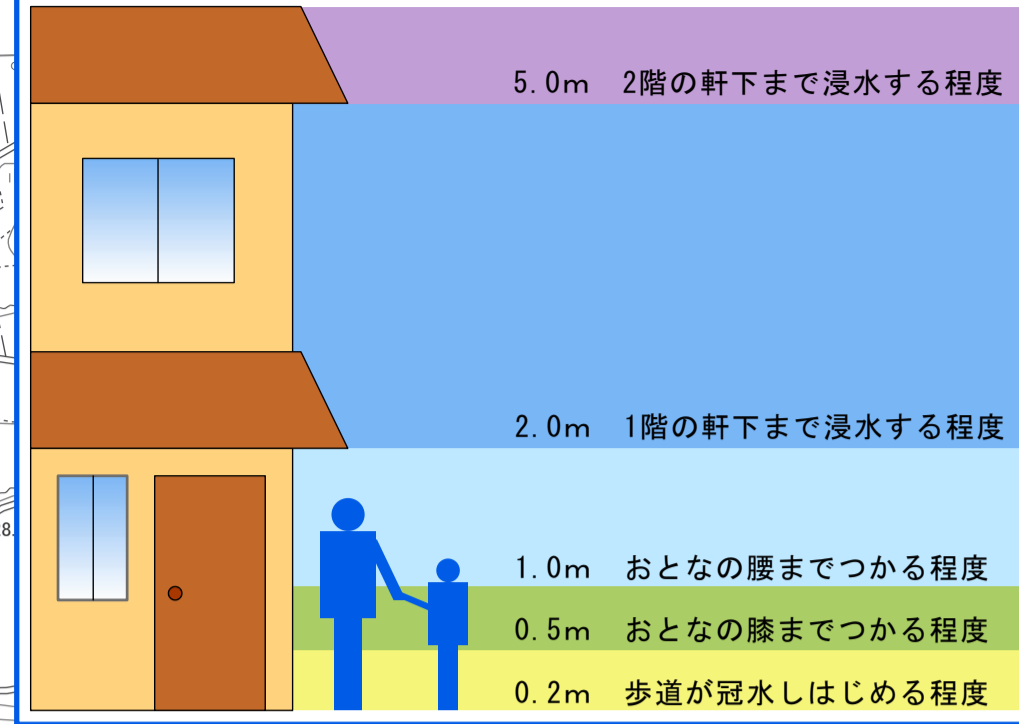 5.0m 2階の軒下まで浸水する程度
2.0m 1階の軒下まで浸水する程度
1.0m おとなの腰までつかる程度
0.5m おとなの膝までつかる程度
0.2m 歩道が冠水しはじめる程度